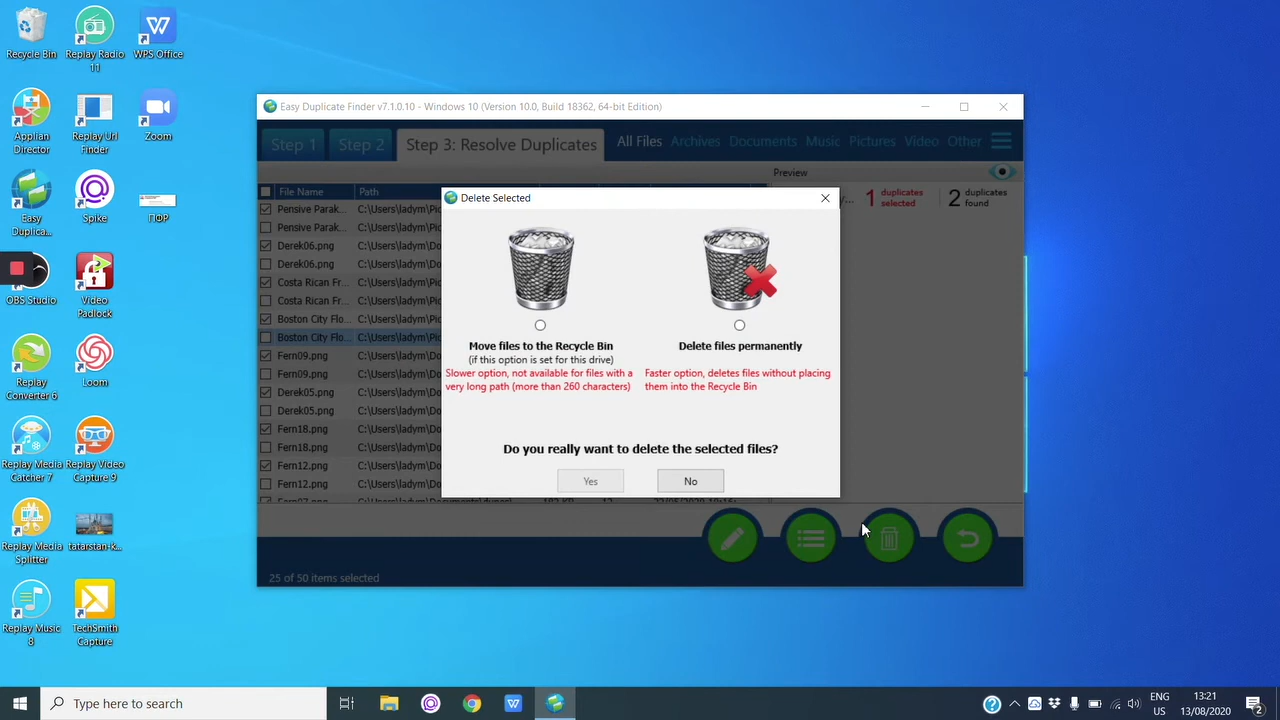 Recycle Bin
Replay Radio
11
WPS Office
Applian
Director
Replay Url
Finder
Zoom
Easy
Duplica...
Spike
ПФР
OBS Studio
Video
Padlock
Replay
Converter 6
Loom
Replay Media
Catcher 7
Replay Video
Capture 9
Replay Media
Splitter
tatarstan-k...
Replay Music
8
TechSmith
Capture
Easy Duplicate Finder v7.1.0.10 - Windows 10 (Version 10.0, Build 18362, 64-bit Edition)
Step 1
Step 2
Step 3: Resolve Duplicates
All Files
Archives
Documents
Music
Pictures
Video
Other
Preview
1 duplicates
selected
2 duplicates
found
File Name
Path
Pensive Parak... C:\Users\ladym\Pic
Pensive Parak... C:\Users\ladym\Pic
Derek06.png C:\Users\ladym\Do
Derek06.png C:\Users\ladym\Do
Costa Rican Fr... C:\Users\ladym\Pic
Costa Rican Fr... C:\Users\ladym\Pic
Boston City Flo... C:\Users\ladym\Pic
Boston City Flo... C:\Users\ladym\Pic
Fern09.png C:\Users\ladym\Do
Fern09.png C:\Users\ladym\Do
Derek05.png C:\Users\ladym\Do
Derek05.png C:\Users\ladym\Do
Fern18.png C:\Users\ladym\Do
Fern18.png C:\Users\ladym\Do
Fern12.png C:\Users\ladym\Do
Fern12.png C:\Users\ladym\Do
Delete Selected
Move files to the Recycle Bin
(if this option is set for this drive)
Slower option, not available for files with a
very long path (more than 260 characters)
Delete files permanently
Faster option, deletes files without placing
them into the Recycle Bin
Do you really want to delete the selected files?
Yes
No
25 of 50 items selected
Type here to search
ENG
US
13:21
13/08/2020
2